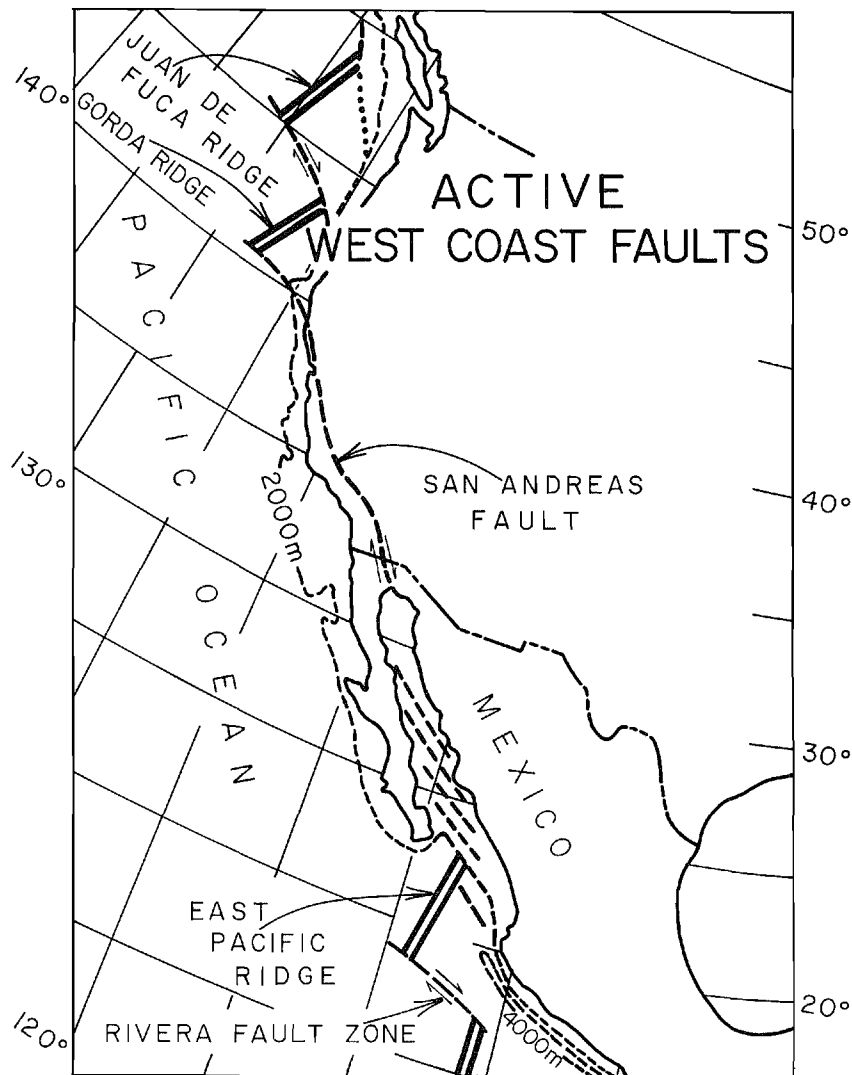 JUAN DE
FUCA RIDGE
140°
GORDA RIDGE
ACTIVE
WEST COAST FAULTS
50°
PACIFIC
OCEAN
130°
2000m
SAN ANDREAS
FAULT
40°
MEXICO
30°
EAST
PACIFIC
RIDGE
20°
120°
RIVERA FAULT ZONE
4000m